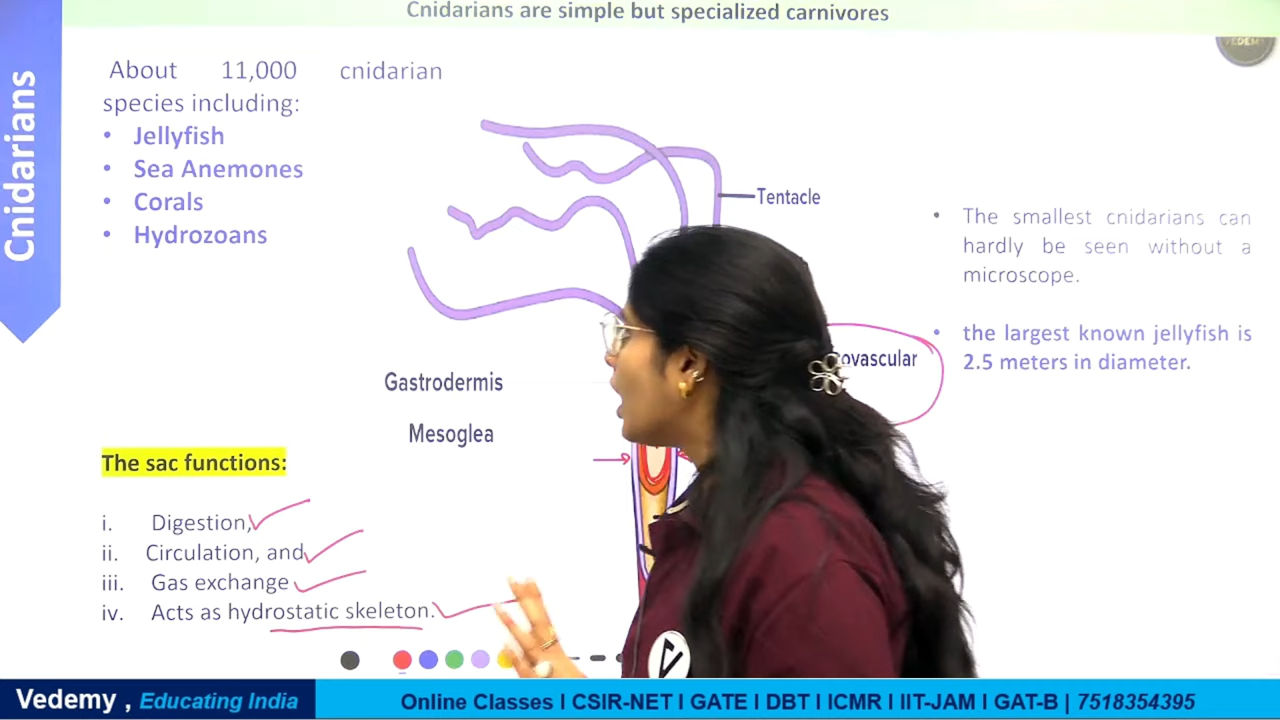 Cnidarians are simple but specialized carnivores
Cnidarians
About 11,000 cnidarian
species including:
• Jellyfish
• Sea Anemones
• Corals
• Hydrozoans
Tentacle
ovascular
Gastrodermis
Mesoglea
The sac functions:
i. Digestion,
ii. Circulation, and
iii. Gas exchange
iv. Acts as hydrostatic skeleton.
• The smallest cnidarians can
hardly be seen without a
microscope.
• the largest known jellyfish is
2.5 meters in diameter.
VEDEMY
Vedemy , Educating India
Online Classes I CSIR-NET I GATE I DBT I ICMR I IIT-JAM I GAT-B | 7518354395